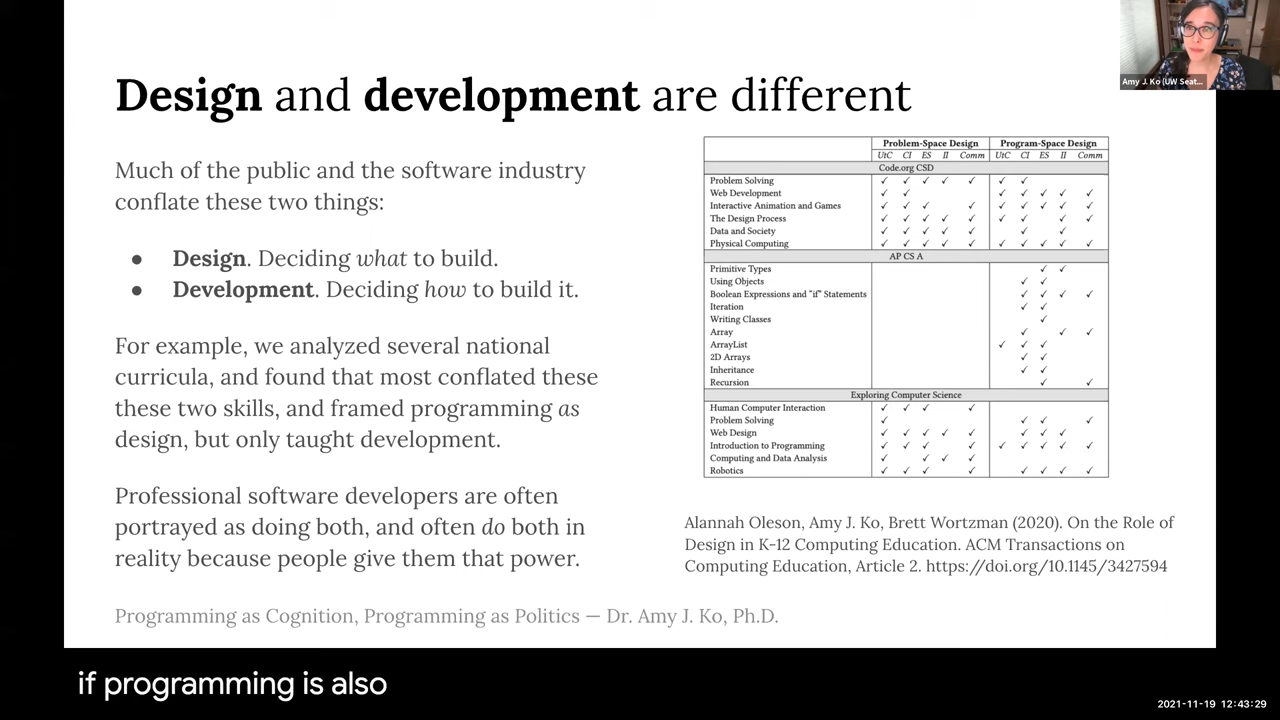 Design and development are different
Much of the public and the software industry
conflate these two things:
● Design. Deciding what to build.
● Development. Deciding how to build it.
For example, we analyzed several national
curricula, and found that most conflated these
these two skills, and framed programming as
design, but only taught development.
Professional software developers are often
portrayed as doing both, and often do both in
reality because people give them that power.
Problem-Space Design Program-Space Design
UtC CI ES II Comm UtC CI ES II Comm
Code.org CSD
Problem Solving ✓ ✓ ✓ ✓ ✓ ✓ ✓
Web Development ✓ ✓ ✓ ✓ ✓ ✓ ✓
Interactive Animation and Games ✓ ✓ ✓ ✓ ✓ ✓ ✓ ✓ ✓
The Design Process ✓ ✓ ✓ ✓ ✓ ✓ ✓ ✓ ✓
Data and Society ✓ ✓ ✓ ✓ ✓ ✓ ✓
Physical Computing ✓ ✓ ✓ ✓ ✓ ✓ ✓ ✓ ✓ ✓
AP CS A
Primitive Types ✓ ✓
Using Objects ✓ ✓
Boolean Expressions and "if" Statements ✓ ✓ ✓ ✓
Iteration ✓ ✓
Writing Classes ✓
Array ✓ ✓ ✓
ArrayList ✓ ✓ ✓
2D Arrays ✓ ✓
Inheritance ✓ ✓
Recursion ✓ ✓
Exploring Computer Science
Human Computer Interaction ✓ ✓ ✓ ✓
Problem Solving ✓ ✓ ✓ ✓
Web Design ✓ ✓ ✓ ✓ ✓ ✓ ✓ ✓
Introduction to Programming ✓ ✓ ✓ ✓ ✓ ✓ ✓ ✓ ✓
Computing and Data Analysis ✓ ✓ ✓ ✓
Robotics ✓ ✓ ✓ ✓ ✓ ✓ ✓ ✓
Alannah Oleson, Amy J. Ko, Brett Wortzman (2020). On the Role of
Design in K-12 Computing Education. ACM Transactions on
Computing Education, Article 2. https://doi.org/10.1145/3427594
Programming as Cognition, Programming as Politics — Dr. Amy J. Ko, Ph.D.
Amy J. Ko (UW Seat...
if programming is also
2021-11-19 12:43:29